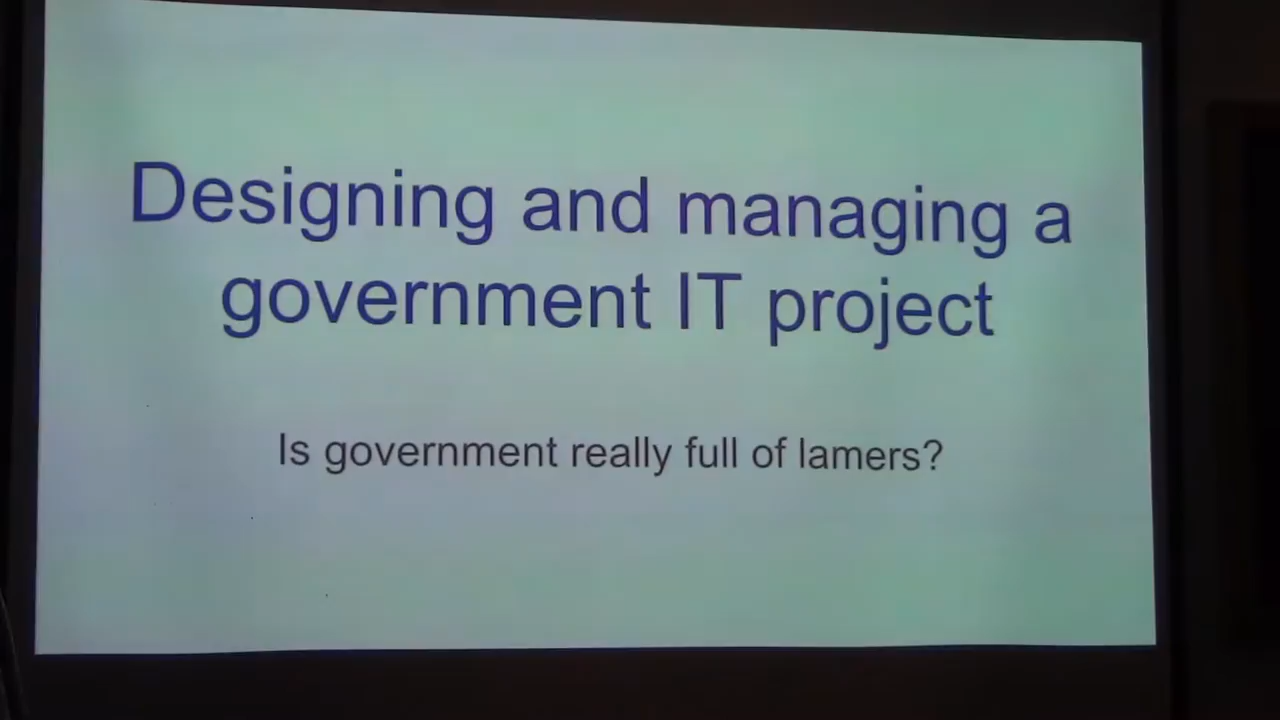 Designing and managing a
government IT project
Is government really full of lamers?